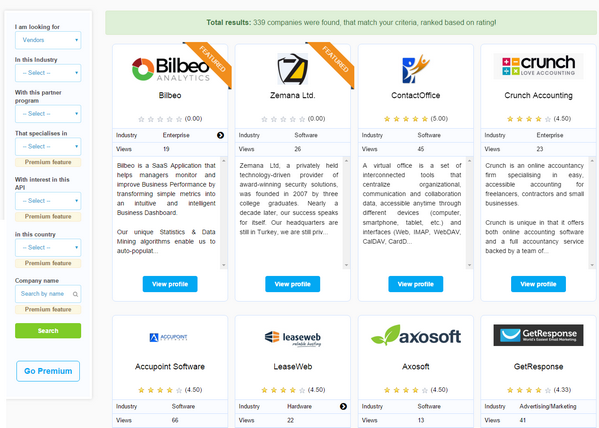 Total results: 339 companies were found, that match your criteria, ranked based on rating!
I am looking for
Vendors
In this Industry
-- Select --
With this partner program
-- Select --
That specialises in
-- Select --
Premium feature
With interest in this API
-- Select --
Premium feature
in this country
-- Select --
Premium feature
Company name
Search by name
Premium feature
Search
Go Premium
FEATURED
Bilbeo
ANALYTICS
Bilbeo
(0.00)
Industry Enterprise
Views 19
Bilbeo is a SaaS Application that
helps managers monitor and
improve Business Performance by
transforming simple metrics into
an intuitive and intelligent
Business Dashboard.
Our unique Statistics & Data
Mining algorithms enable us to
auto-populat...
View profile
FEATURED
Z
Zemana Ltd.
(0.00)
Industry Software
Views 26
Zemana Ltd, a privately held
technology-driven provider of
award-winning security solutions,
was founded in 2007 by three
college graduates. Nearly a
decade later, our success speaks
for itself. Our headquarters are
still in Turkey, we are still priv...
View profile
ContactOffice
(5.00)
Industry Software
Views 45
A virtual office is a set of
interconnected tools that
centralize organizational,
communication and collaboration
data, accessible anytime through
different devices (computer,
smartphone, tablet, etc.) and
interfaces (Web, IMAP, WebDAV,
CalDAV, CardD...
View profile
crunch
LOVE ACCOUNTING
Crunch Accounting
(4.50)
Industry Software
Views 23
Crunch is an online accountancy
firm specialising in easy,
accessible accounting for
freelancers, contractors and small
businesses.
Crunch is unique in that it offers
both online accounting software
and a full accountancy service
backed by a team of...
View profile
ACCUPOINT
Accupoint Software
(4.50)
Industry Software
Views 66
LEASEWEB
reliable hosting
LeaseWeb
(4.50)
Industry Hardware
Views 22
axosoft
Axosoft
(4.50)
Industry Software
Views 13
GetResponse
World's Easiest Email Marketing.
GetResponse
(4.33)
Industry Advertising/Marketing
Views 41